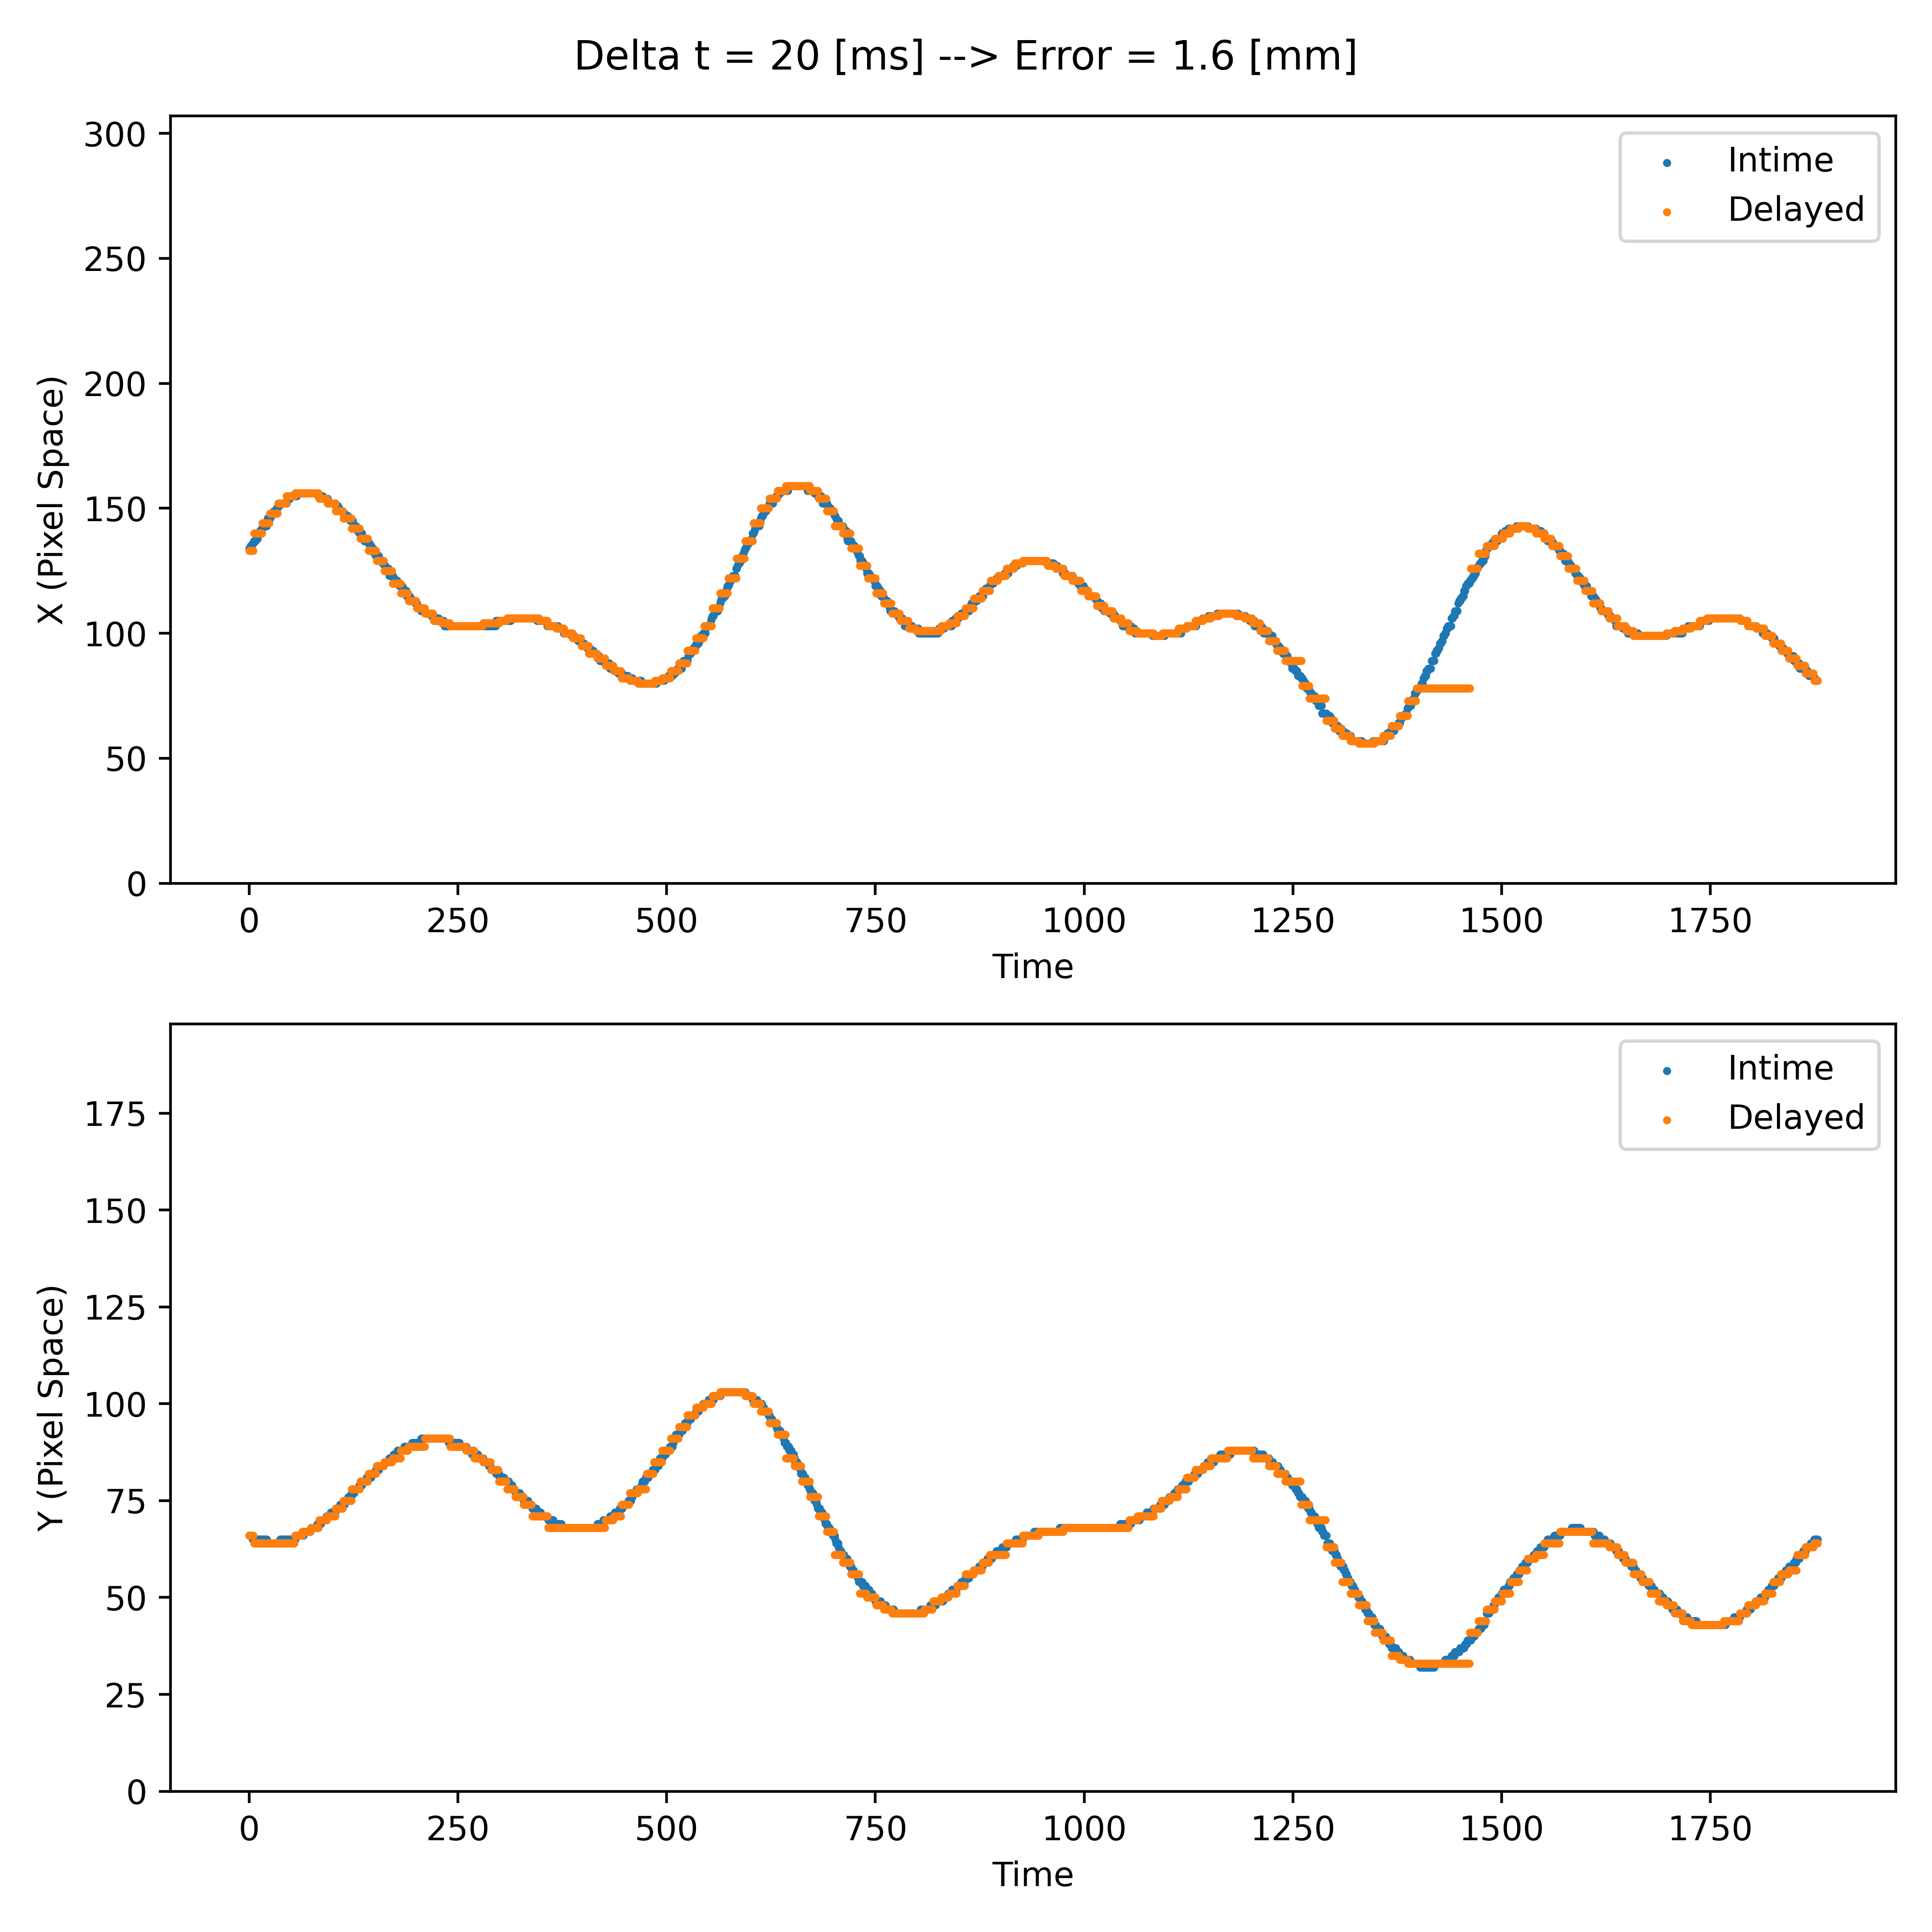 Delta t = 20 [ms] --> Error = 1.6 [mm]
300
250
200
150
100
50
0
X (Pixel Space)
Intime
Delayed
0 250 500 750 1000 1250 1500 1750
Time
175
150
125
100
75
50
25
0
Y (Pixel Space)
Intime
Delayed
0 250 500 750 1000 1250 1500 1750
Time